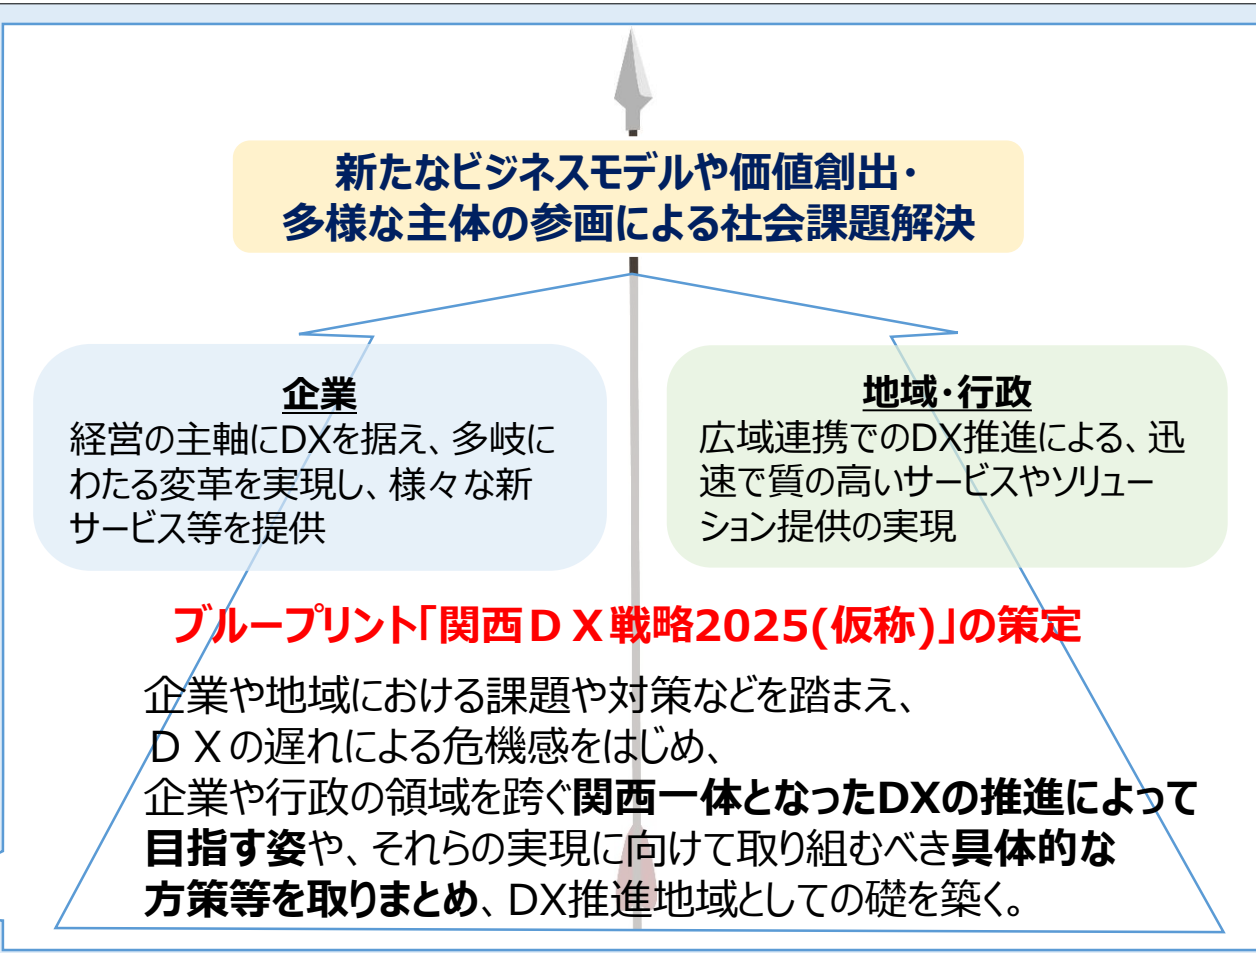 新たなビジネスモデルや価値創出・
多様な主体の参画による社会課題解決
企業
経営の主軸にDXを据え、多岐に
わたる変革を実現し、様々な新
サービス等を提供
地域・行政
広域連携でのDX推進による、迅
速で質の高いサービスやソリュー
ション提供の実現
ブループリント「関西ＤＸ戦略2025(仮称)」の策定
企業や地域における課題や対策などを踏まえ、
ＤＸの遅れによる危機感をはじめ、
企業や行政の領域を跨ぐ関西一体となったDXの推進によって
目指す姿や、それらの実現に向けて取り組むべき具体的な
方策等を取りまとめ、DX推進地域としての礎を築く。